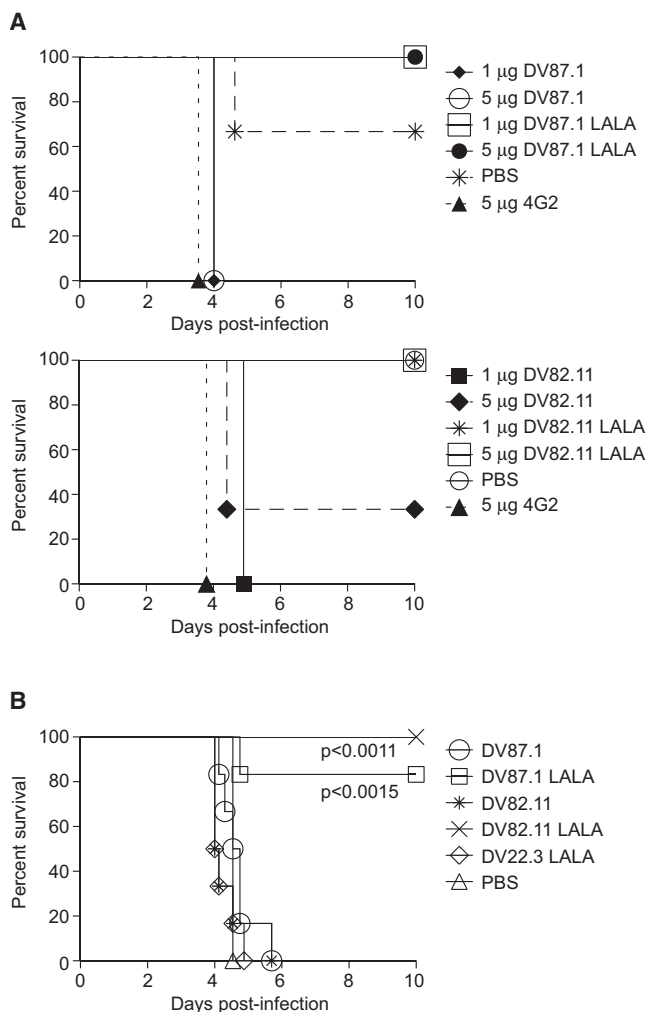 A
Percent survival
100
80
60
40
20
0
0 2 4 6 8 10
Days post-infection
1 μg DV87.1
5 μg DV87.1
1 μg DV87.1 LALA
5 μg DV87.1 LALA
PBS
5 μg 4G2
Percent survival
100
80
60
40
20
0
0 2 4 6 8 10
Days post-infection
1 μg DV82.11
5 μg DV82.11
1 μg DV82.11 LALA
5 μg DV82.11 LALA
PBS
5 μg 4G2
B
Percent survival
100
80
60
40
20
0
0 2 4 6 8 10
Days post-infection
p<0.0011
p<0.0015
DV87.1
DV87.1 LALA
DV82.11
DV82.11 LALA
DV22.3 LALA
PBS